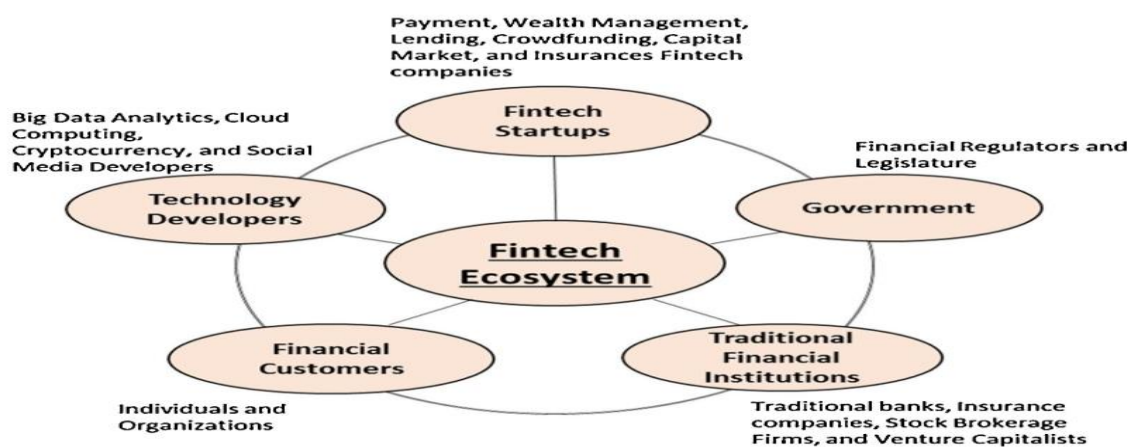 Payment, Wealth Management,
Lending, Crowdfunding, Capital
Market, and Insurances Fintech
companies
Fintech
Startups
Big Data Analytics, Cloud
Computing,
Cryptocurrency, and Social
Media Developers
Technology
Developers
Financial Regulators and
Legislature
Government
Fintech
Ecosystem
Financial
Customers
Individuals and
Organizations
Traditional
Financial
Institutions
Traditional banks, Insurance
companies, Stock Brokerage
Firms, and Venture Capitalists